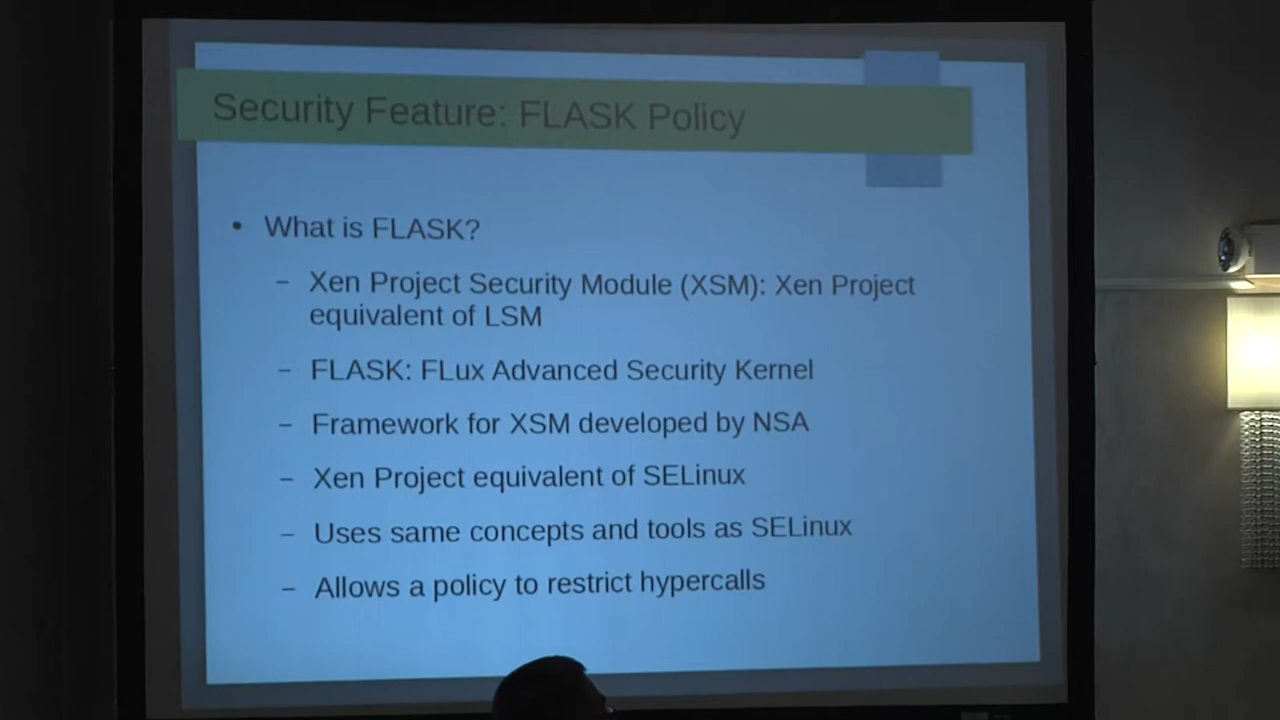 Security Feature: FLASK Policy
• What is FLASK?
– Xen Project Security Module (XSM): Xen Project
equivalent of LSM
– FLASK: FLux Advanced Security Kernel
– Framework for XSM developed by NSA
– Xen Project equivalent of SELinux
– Uses same concepts and tools as SELinux
– Allows a policy to restrict hypercalls